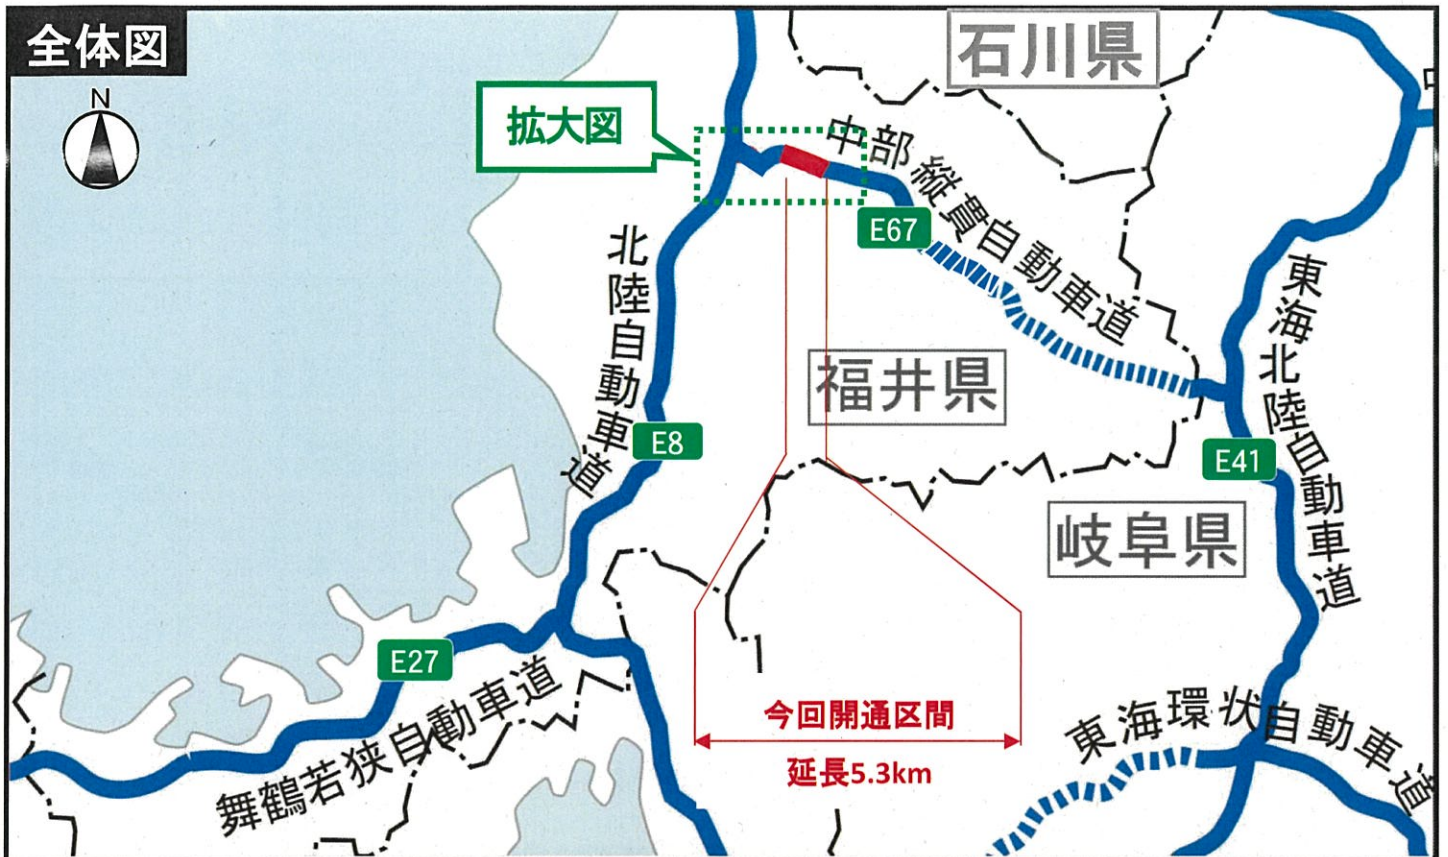 全体図
N
石川県
拡大図
中部縦貫自動車道
E67
北陸自動車道
東海北陸自動車道
福井県
E8
E41
岐阜県
E27
舞鶴若狭自動車道
今回開通区間
延長5.3km
東海環状自動車道